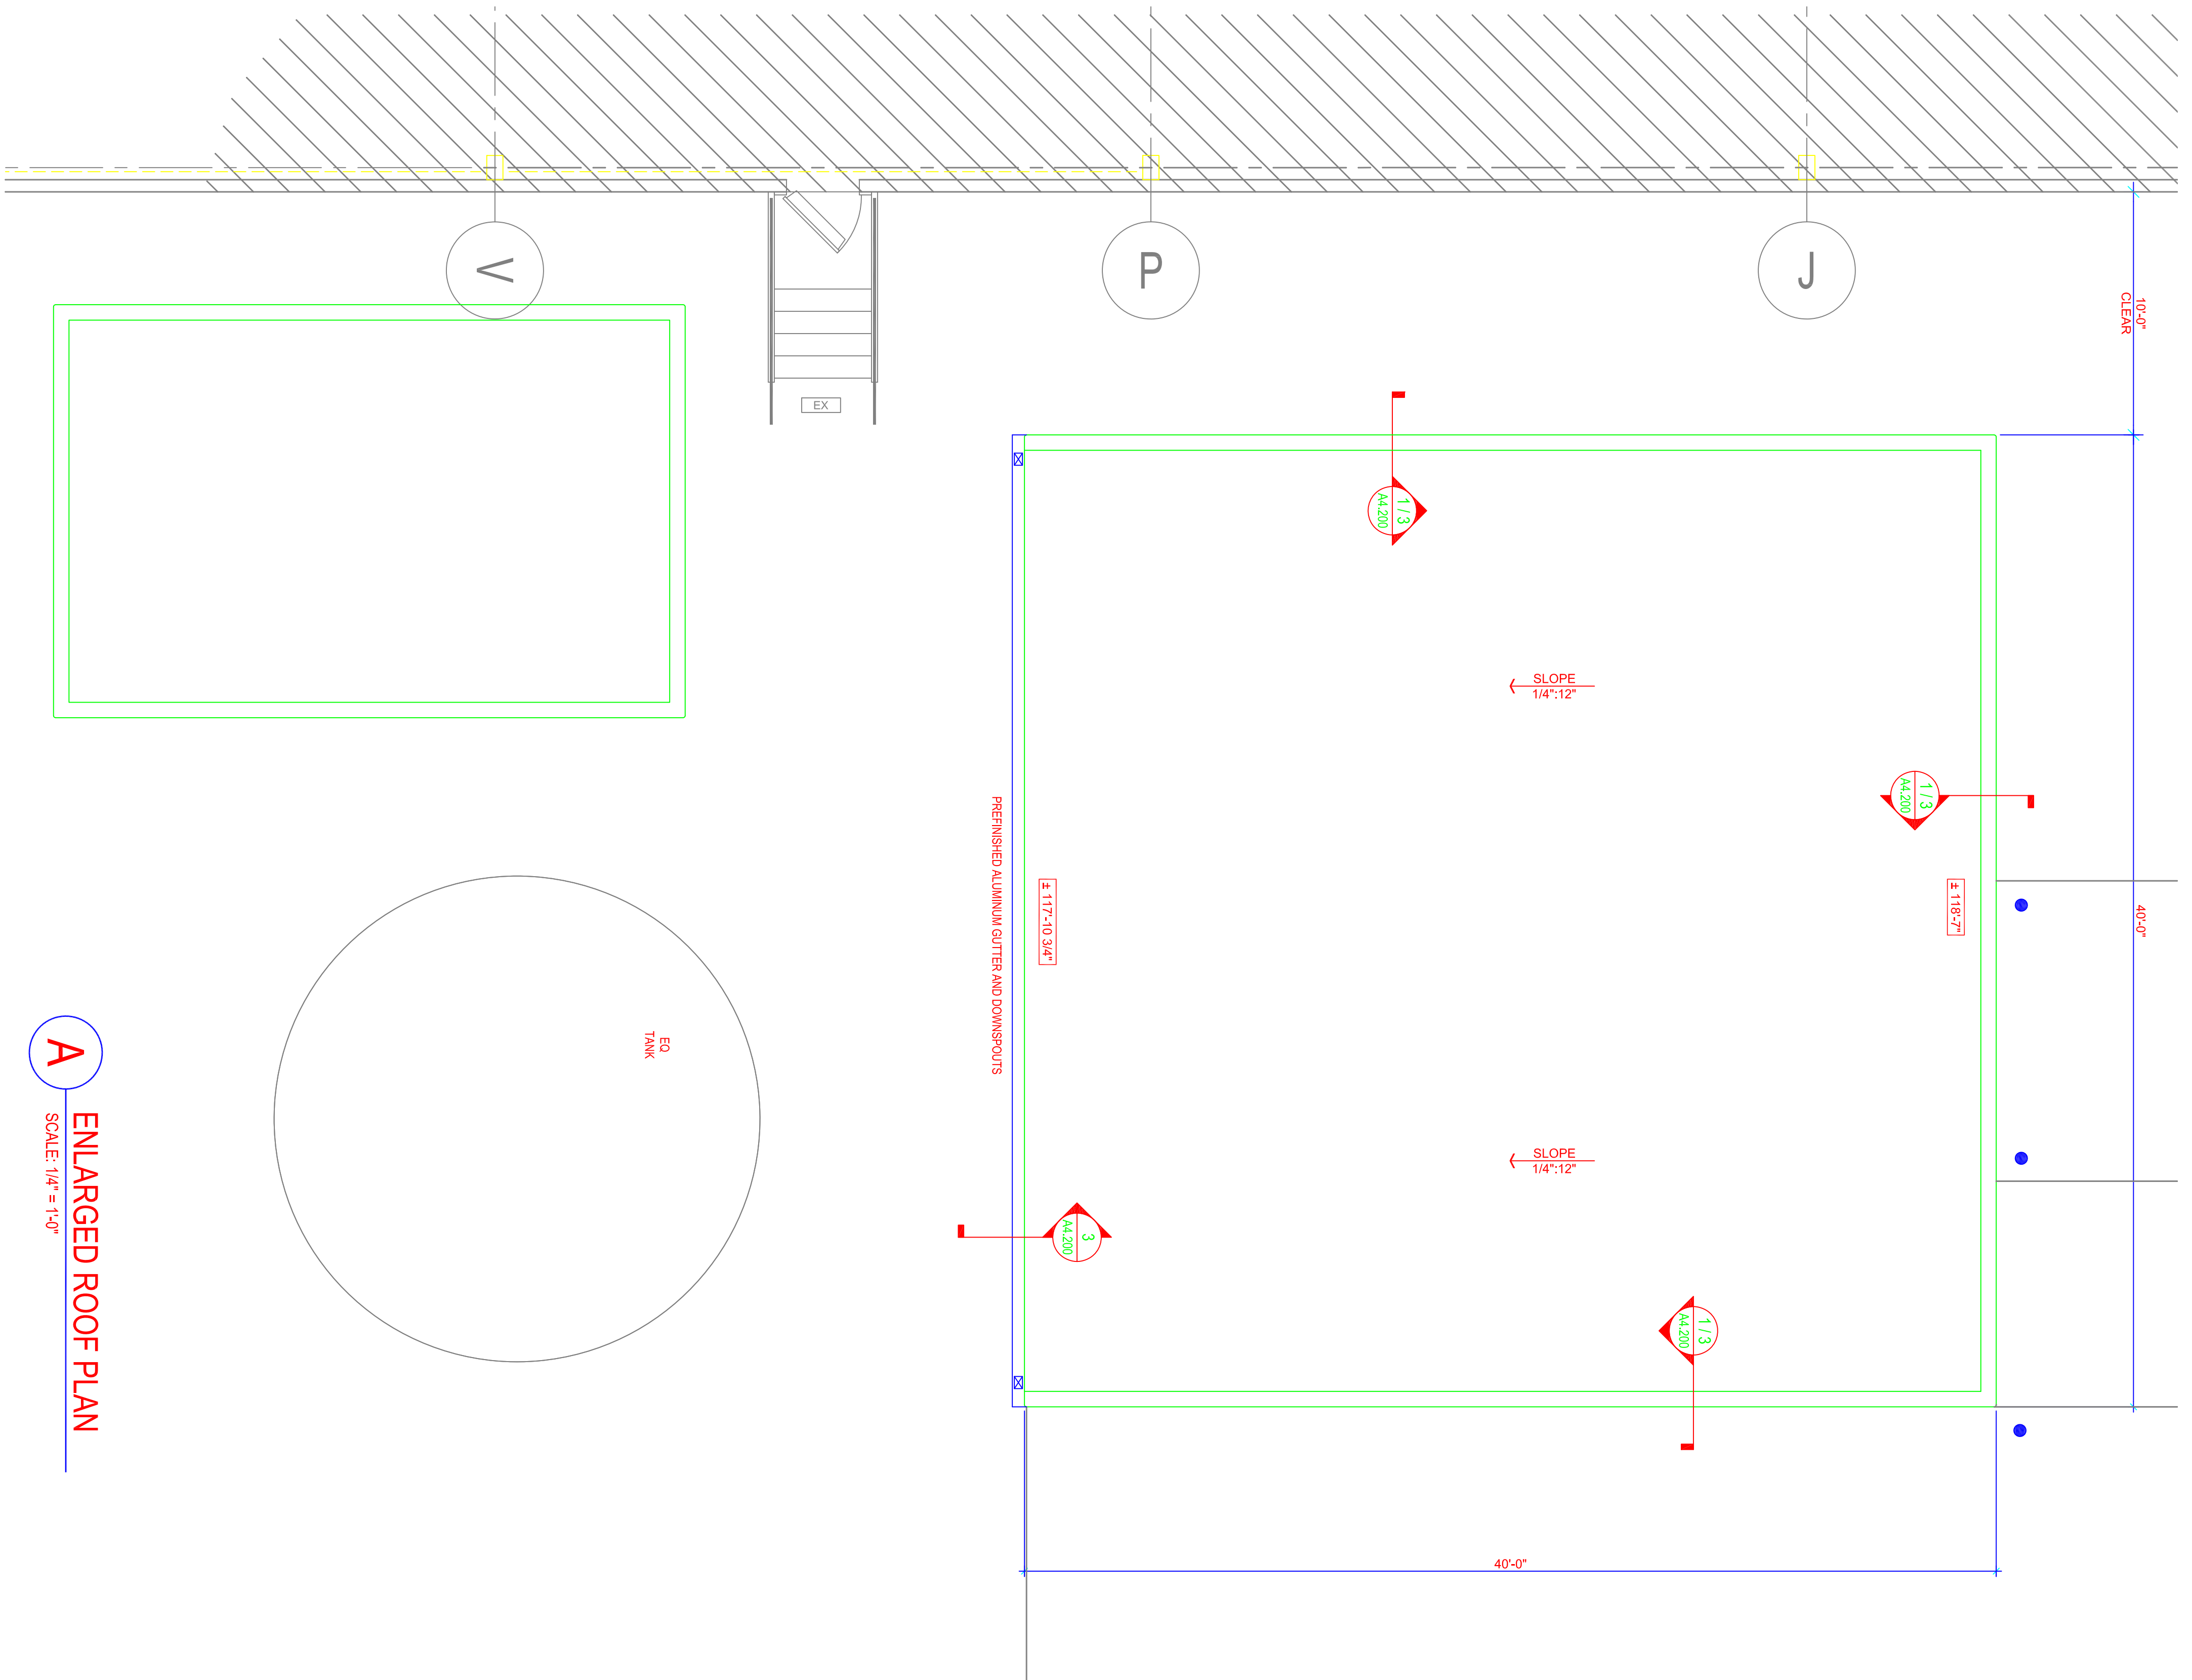 V
P
J
10'-0"
CLEAR
EX
1 / 3
A4.200
SLOPE
1/4":12"
1 / 3
A4.200
± 118'-7"
± 117'-10 3/4"
40'-0"
PREFINISHED ALUMINUM GUTTER AND DOWNSPOUTS
EQ
TANK
SLOPE
1/4":12"
3
A4.200
1 / 3
A4.200
40'-0"
A
ENLARGED ROOF PLAN
SCALE: 1/4" = 1'-0"